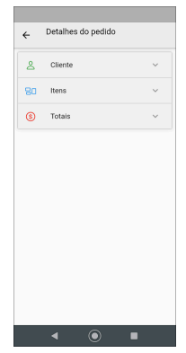 Detalhes do pedido
Cliente
Itens
Totais